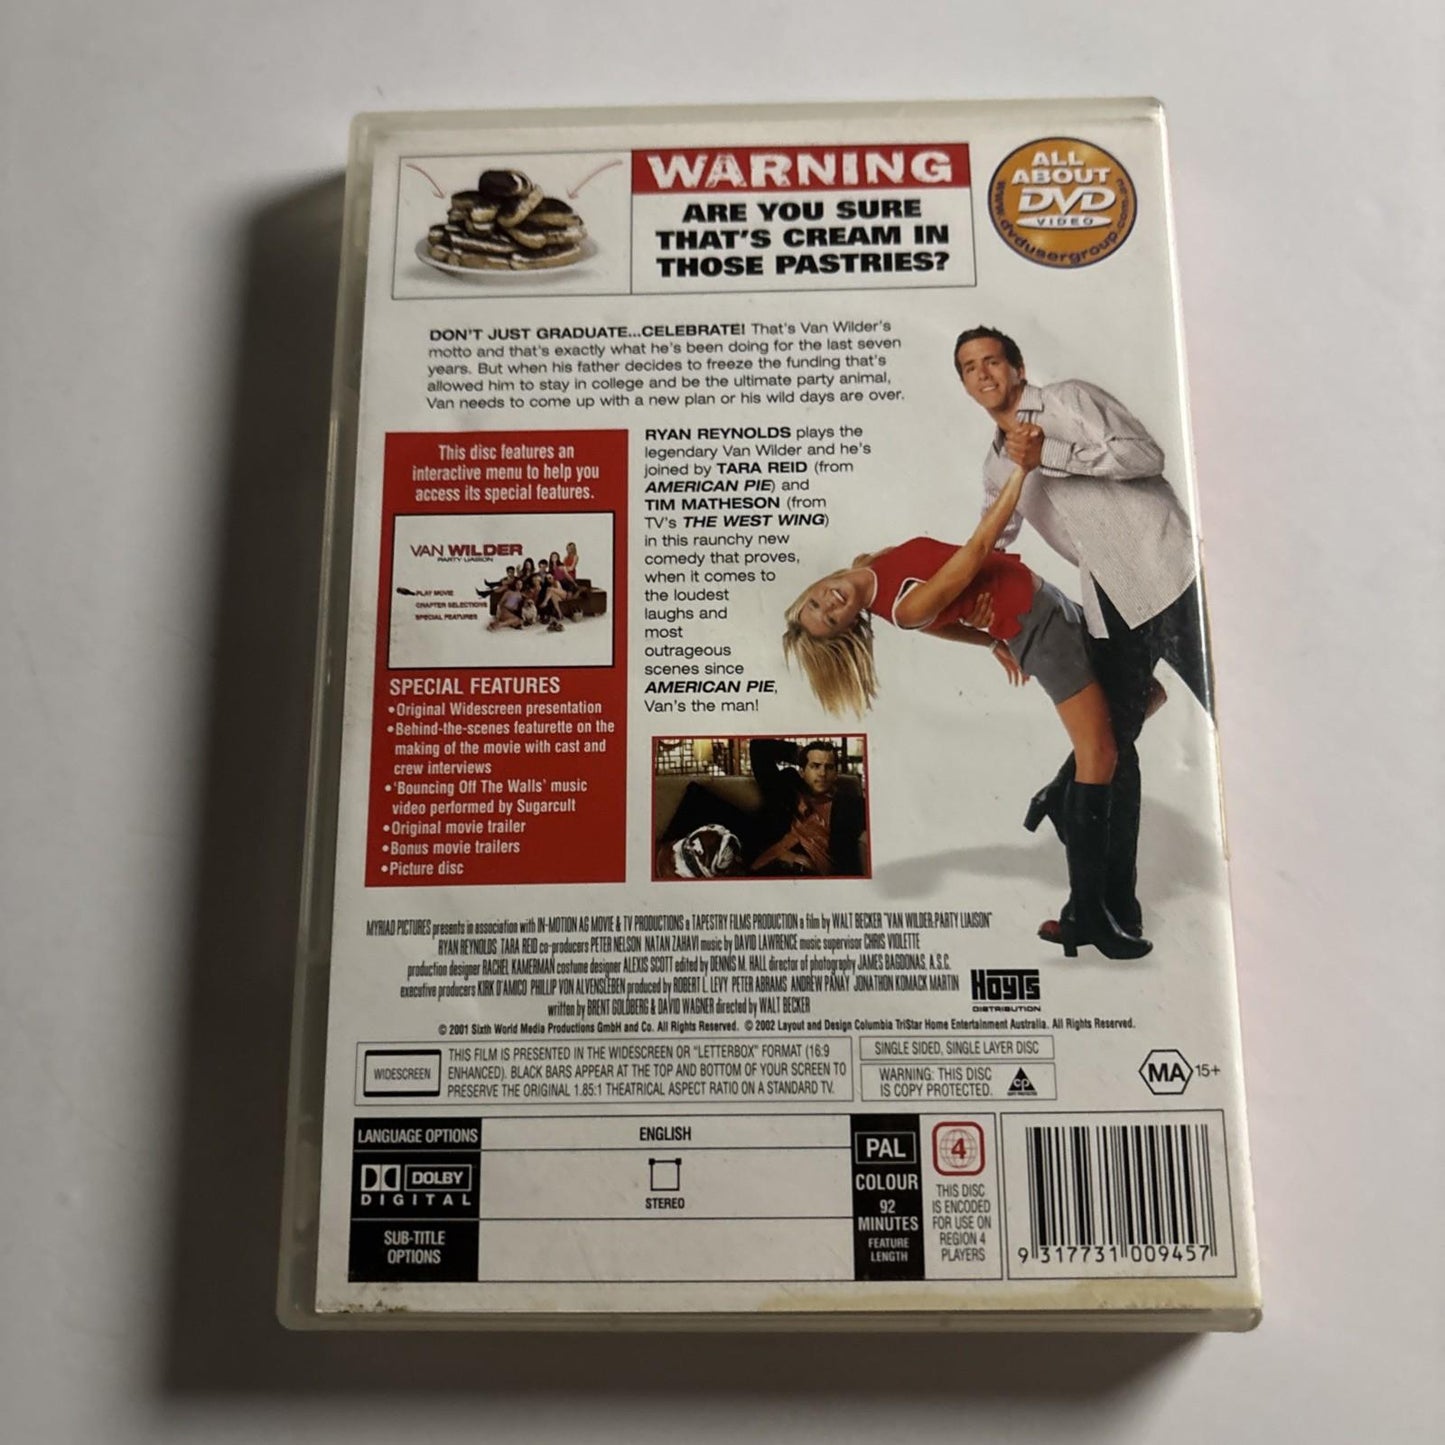 WARNING
ARE YOU SURE
THAT'S CREAM IN
THOSE PASTRIES?
ALL
ABOUT
DVD
VIDEO
www.dvdusergroup.com.au
DON'T JUST GRADUATE...CELEBRATE! That's Van Wilder's
motto and that's exactly what he's been doing for the last seven
years. But when his father decides to freeze the funding that's
allowed him to stay in college and be the ultimate party animal,
Van needs to come up with a new plan or his wild days are over.
This disc features an
interactive menu to help you
access its special features.
VAN WILDER
PARTY LIAISON
PLAY MOVIE
CHAPTER SELECTIONS
SPECIAL FEATURES
SPECIAL FEATURES
•Original Widescreen presentation
•Behind-the-scenes featurette on the
making of the movie with cast and
crew interviews
•'Bouncing Off The Walls' music
video performed by Sugarcult
•Original movie trailer
•Bonus movie trailers
•Picture disc
RYAN REYNOLDS plays the
legendary Van Wilder and he's
joined by TARA REID (from
AMERICAN PIE) and
TIM MATHESON (from
TV's THE WEST WING)
in this raunchy new
comedy that proves,
when it comes to
the loudest
laughs and
most
outrageous
scenes since
AMERICAN PIE,
Van's the man!
MYRIAD PICTURES presents in association with IN-MOTION AG MOVIE & TV PRODUCTIONS a TAPESTRY FILMS PRODUCTION a film by WALT BECKER "VAN WILDER:PARTY LIAISON"
RYAN REYNOLDS TARA REID co-producers PETER NELSON NATAN ZAHAVI music by DAVID LAWRENCE music supervisor CHRIS VIOLETTE
production designer RACHEL KAMERMAN costume designer ALEXIS SCOTT edited by DENNIS M. HALL director of photography JAMES BAGDONAS, A.S.C.
executive producers KIRK D'AMICO PHILLIP VON ALVENSLEBEN produced by ROBERT L. LEVY PETER ABRAMS ANDREW PANAY JONATHON KOMACK MARTIN
written by BRENT GOLDBERG & DAVID WAGNER directed by WALT BECKER
HOYTS
DISTRIBUTION
© 2001 Sixth World Media Productions GmbH and Co. All Rights Reserved. © 2002 Layout and Design Columbia TriStar Home Entertainment Australia. All Rights Reserved.
WIDESCREEN
THIS FILM IS PRESENTED IN THE WIDESCREEN OR "LETTERBOX" FORMAT (16:9
ENHANCED). BLACK BARS APPEAR AT THE TOP AND BOTTOM OF YOUR SCREEN TO
PRESERVE THE ORIGINAL 1.85:1 THEATRICAL ASPECT RATIO ON A STANDARD TV.
SINGLE SIDED, SINGLE LAYER DISC
WARNING: THIS DISC
IS COPY PROTECTED.
cp
MA 15+
LANGUAGE OPTIONS
ENGLISH
DOLBY
DIGITAL
STEREO
SUB-TITLE
OPTIONS
PAL
COLOUR
92
MINUTES
FEATURE
LENGTH
4
THIS DISC
IS ENCODED
FOR USE ON
REGION 4
PLAYERS
9 317731 009457